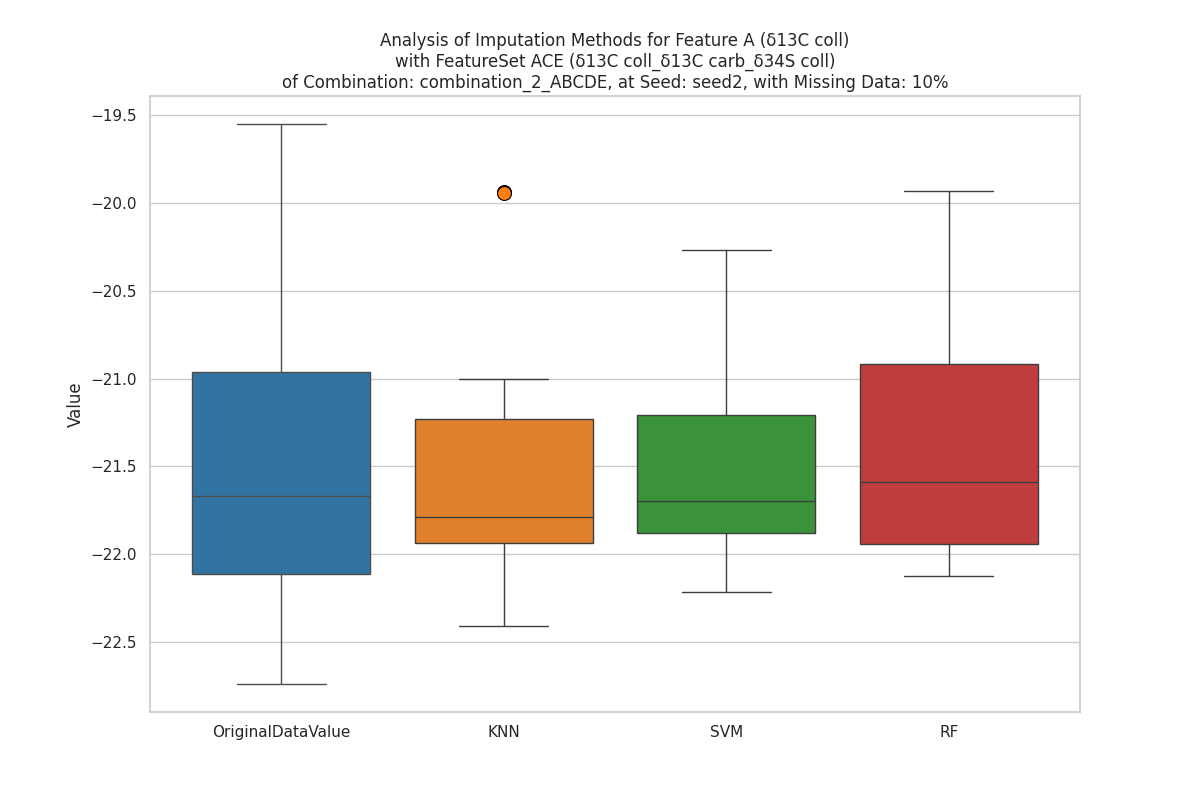 Analysis of Imputation Methods for Feature A (δ13C coll)
with FeatureSet ACE (δ13C coll_δ13C carb_δ34S coll)
of Combination: combination_2_ABCDE, at Seed: seed2, with Missing Data: 10%
−19.5
−20.0
−20.5
−21.0
−21.5
−22.0
−22.5
Value
OriginalDataValue
KNN
SVM
RF